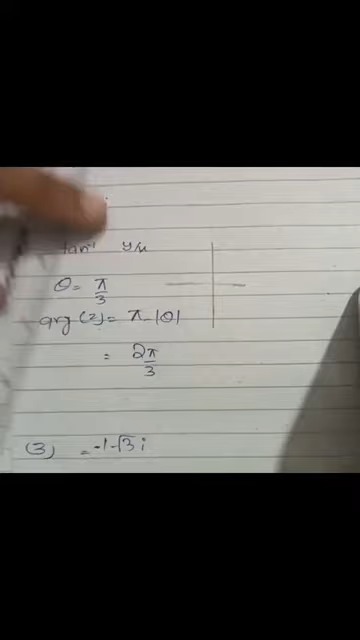 tan⁻¹ y/x
θ = π/3
arg (z) = π - |θ|
= 2π/3
(3) = -1-√3 i